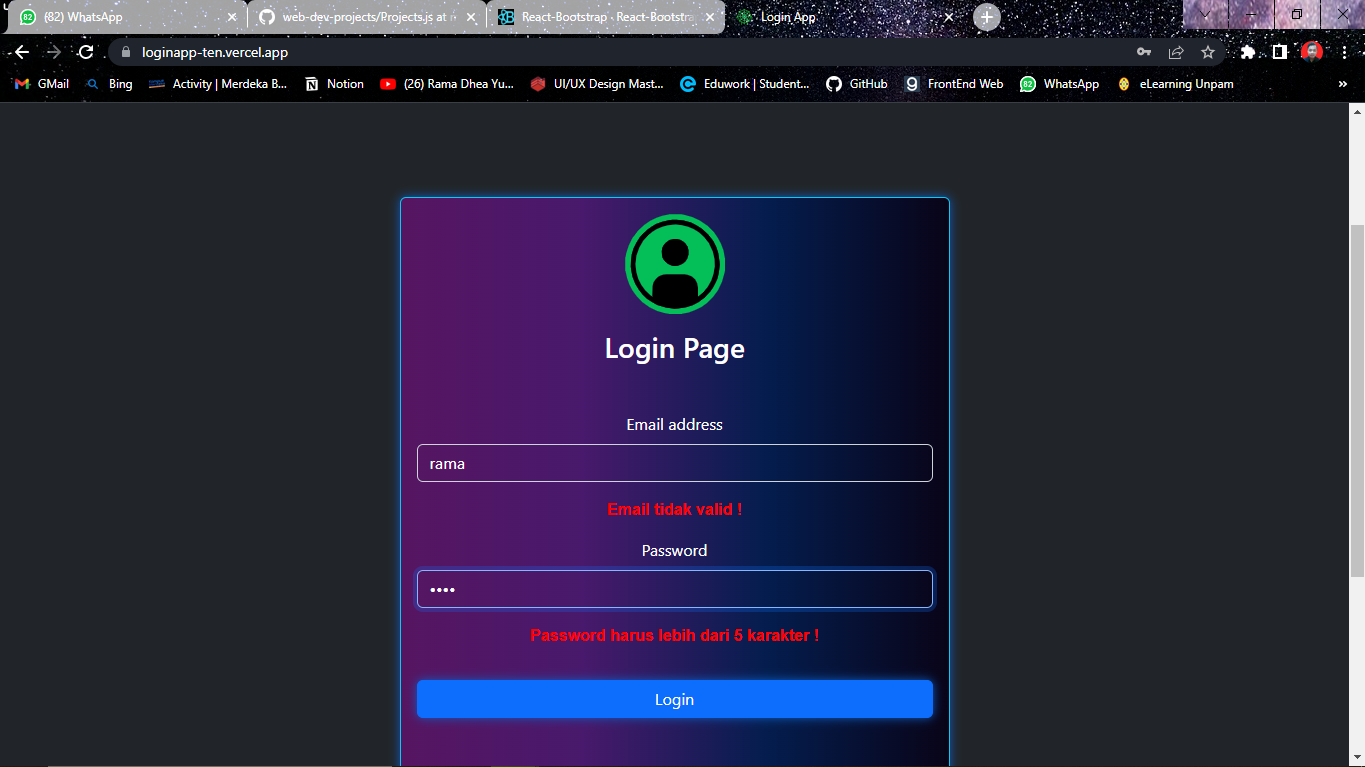 (82) WhatsApp
web-dev-projects/Projects.js at
React-Bootstrap · React-Bootstra
Login App
loginapp-ten.vercel.app
GMail
Bing
Activity | Merdeka B...
Notion
(26) Rama Dhea Yu...
UI/UX Design Mast...
Eduwork | Student...
GitHub
FrontEnd Web
WhatsApp
eLearning Unpam
»
Login Page
Email address
rama
Email tidak valid !
Password
••••
Password harus lebih dari 5 karakter !
Login